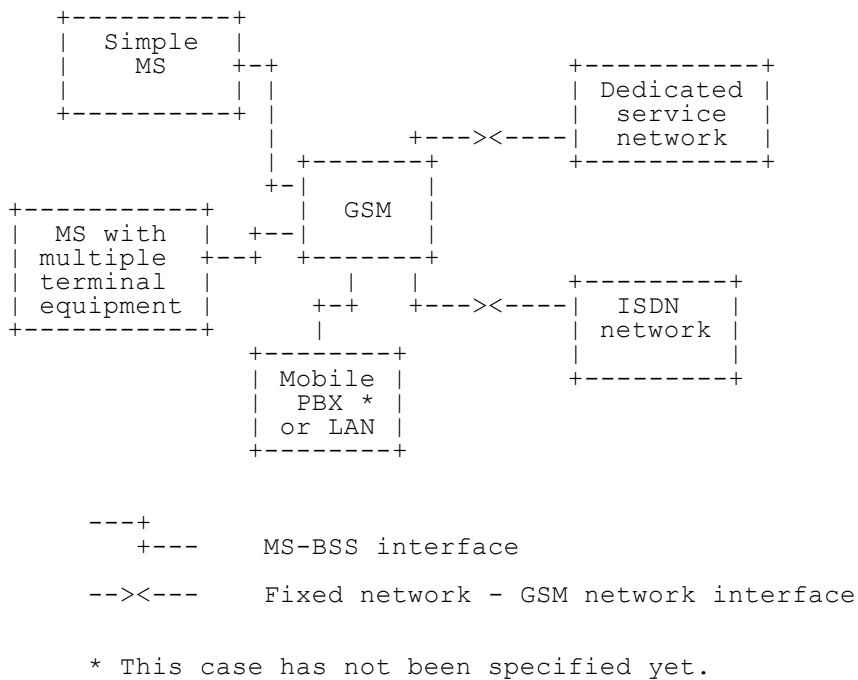 Simple
MS
Dedicated
service
network
GSM
MS with
multiple
terminal
equipment
ISDN
network
Mobile
PBX *
or LAN
MS-BSS interface
Fixed network - GSM network interface
* This case has not been specified yet.